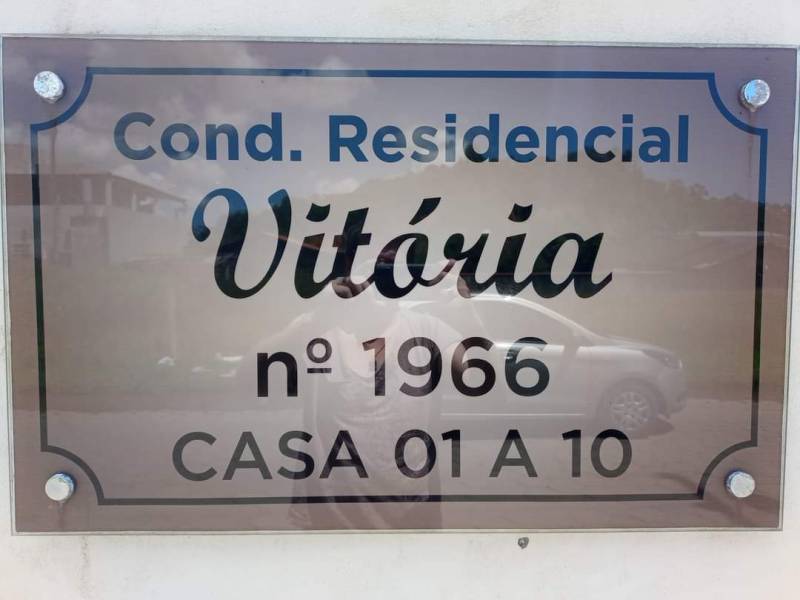 Cond. Residencial
Vitória
nº 1966
CASA 01 A 10